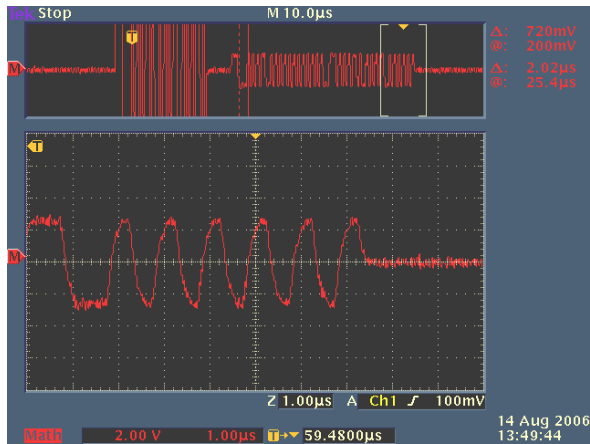 Tek Stop M 10.0µs
T
M
Δ: 720mV
@: 200mV
Δ: 2.02µs
@: 25.4µs
T
M
Z 1.00µs A Ch1 100mV
Math 2.00 V 1.00µs T 59.4800µs
14 Aug 2006
13:49:44